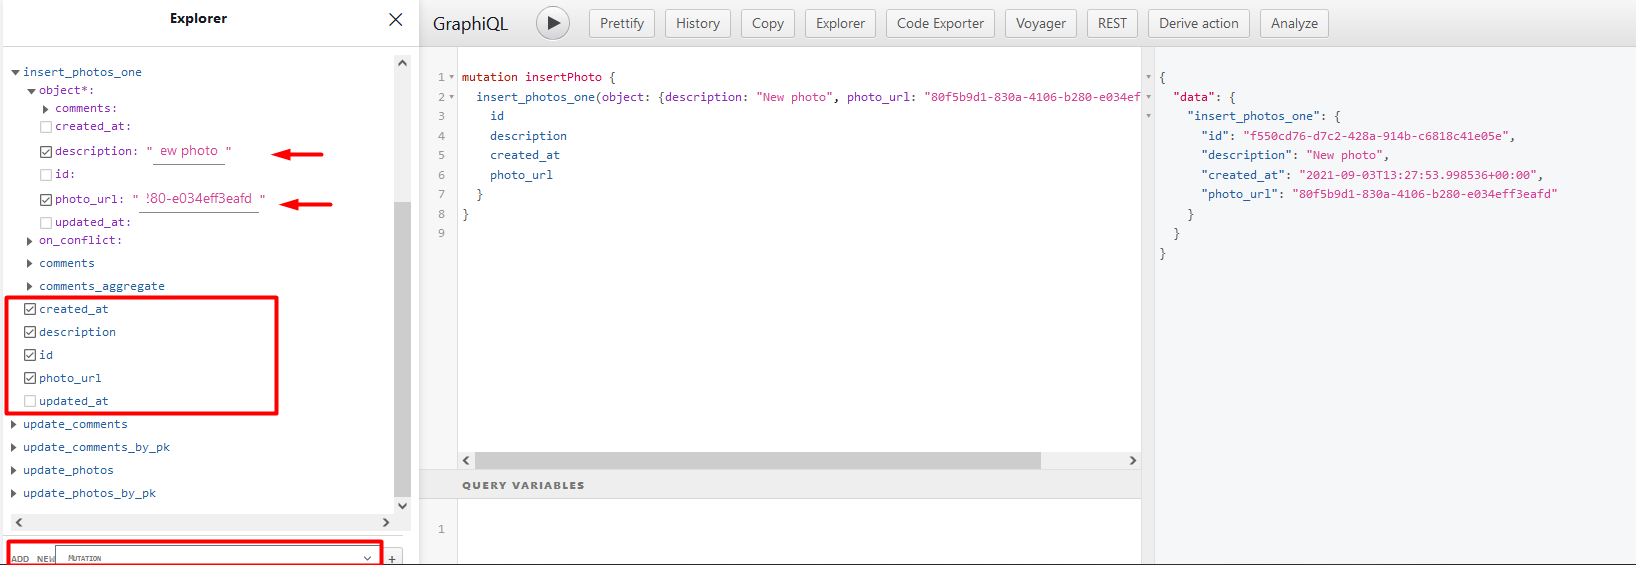 Explorer
GraphiQL
Prettify
History
Copy
Explorer
Code Exporter
Voyager
REST
Derive action
Analyze
insert_photos_one
object*:
comments:
created_at:
description: " ew photo "
id:
photo_url: " 280-e034eff3eafd "
updated_at:
on_conflict:
comments
comments_aggregate
created_at
description
id
photo_url
updated_at
update_comments
update_comments_by_pk
update_photos
update_photos_by_pk
ADD NEW MUTATION +
1 mutation insertPhoto {
2 insert_photos_one(object: {description: "New photo", photo_url: "80f5b9d1-830a-4106-b280-e034ef
3 id
4 description
5 created_at
6 photo_url
7 }
8 }
9
QUERY VARIABLES
1
{
"data": {
"insert_photos_one": {
"id": "f550cd76-d7c2-428a-914b-c6818c41e05e",
"description": "New photo",
"created_at": "2021-09-03T13:27:53.998536+00:00",
"photo_url": "80f5b9d1-830a-4106-b280-e034eff3eafd"
}
}
}